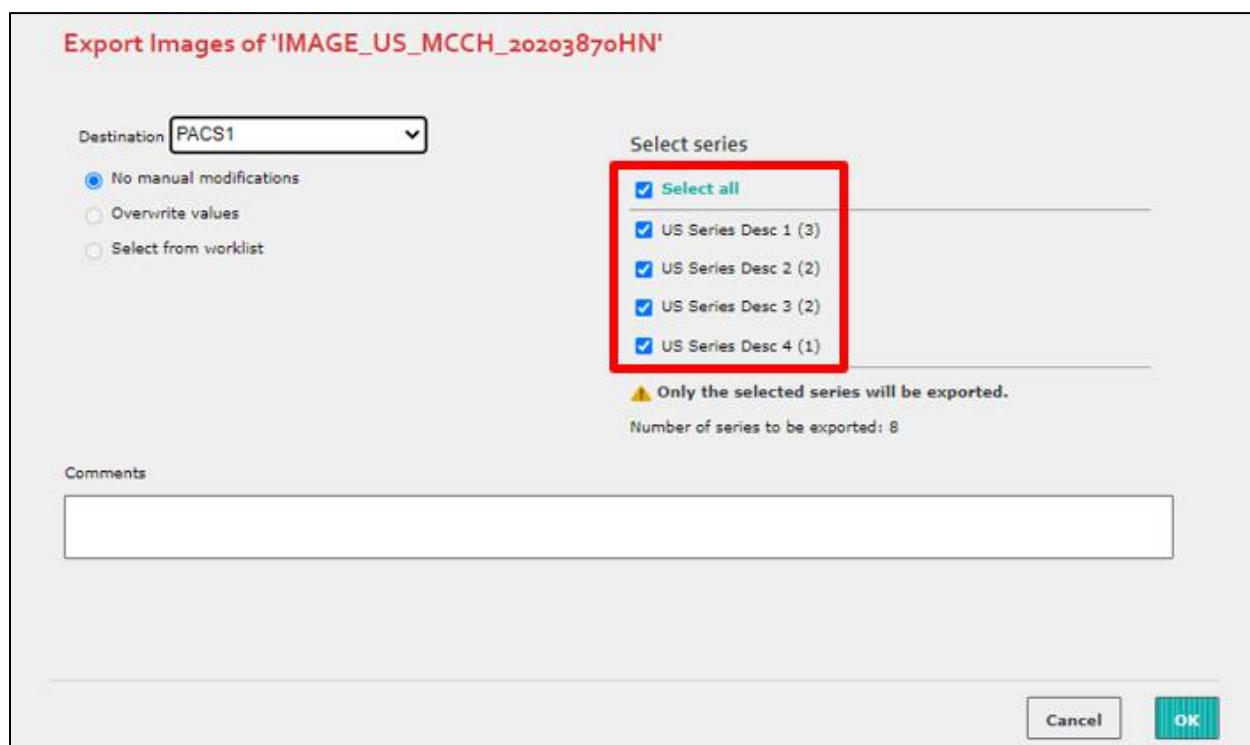 Export Images of 'IMAGE_US_MCCH_20203870HN'
Destination PACS1
No manual modifications
Overwrite values
Select from worklist
Select series
Select all
US Series Desc 1 (3)
US Series Desc 2 (2)
US Series Desc 3 (2)
US Series Desc 4 (1)
Only the selected series will be exported.
Number of series to be exported: 8
Comments
Cancel OK